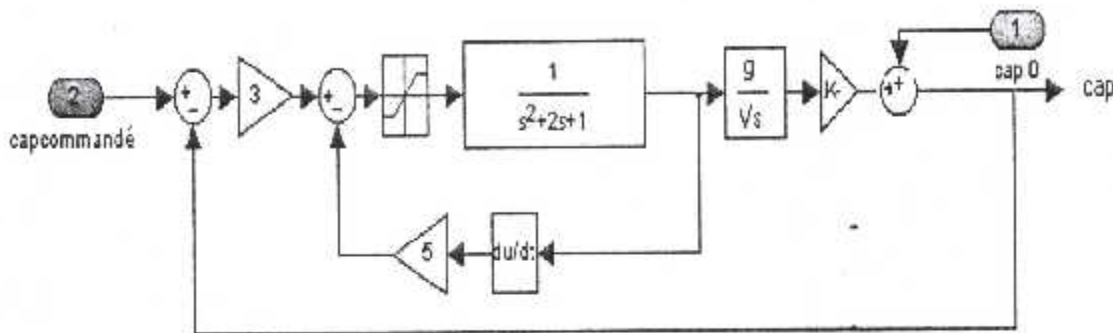 2
capcommandé
+
-
3
+
-
1
s²+2s+1
g
Vs
K-
++
1
cap 0
cap
5
du/dt